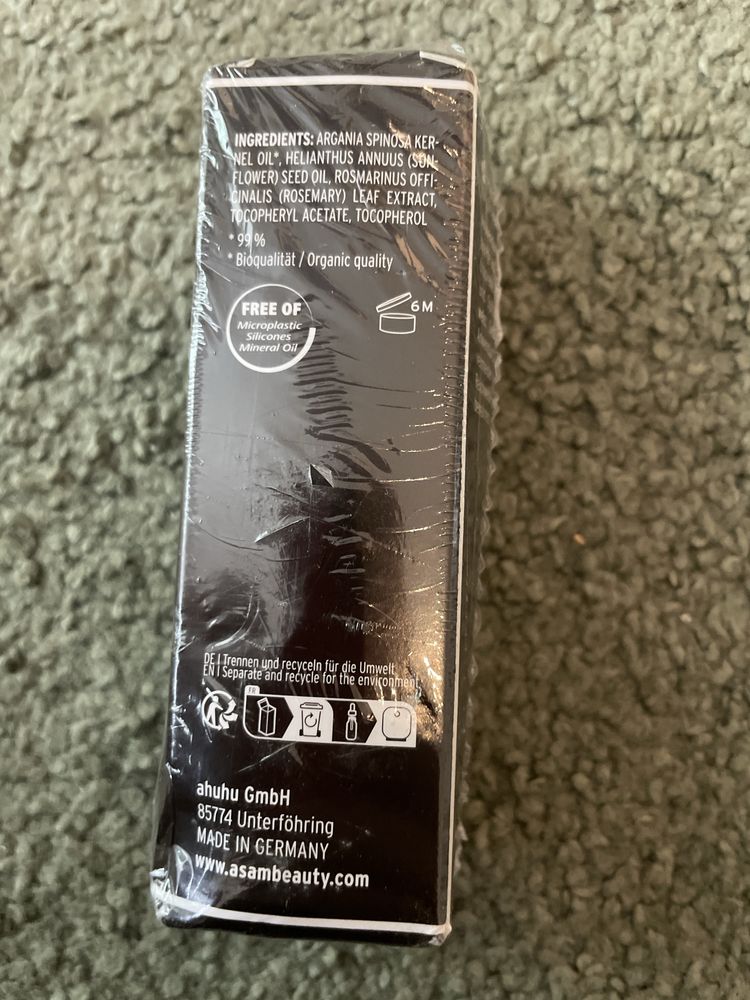 INGREDIENTS: ARGANIA SPINOSA KER-
NEL OIL*, HELIANTHUS ANNUUS (SUN-
FLOWER) SEED OIL, ROSMARINUS OFFI-
CINALIS (ROSEMARY) LEAF EXTRACT,
TOCOPHERYL ACETATE, TOCOPHEROL
* 99 %
* Bioqualität / Organic quality
FREE OF
Microplastic
Silicones
Mineral Oil
6 M
DE | Trennen und recyceln für die Umwelt
EN | Separate and recycle for the environment
FR
ahuhu GmbH
85774 Unterföhring
MADE IN GERMANY
www.asambeauty.com